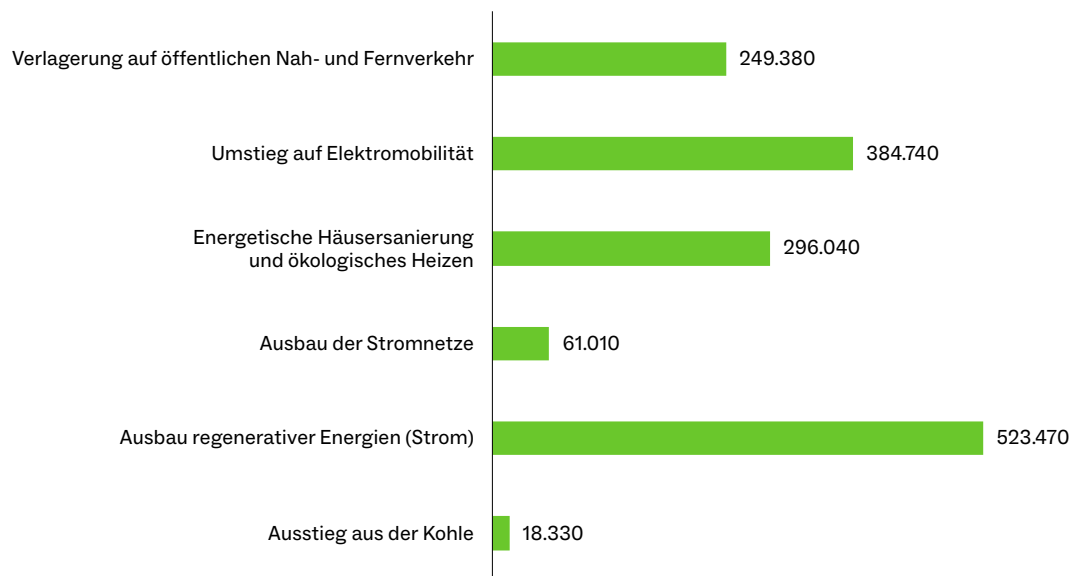 Verlagerung auf öffentlichen Nah- und Fernverkehr 249.380
Umstieg auf Elektromobilität 384.740
Energetische Häusersanierung
und ökologisches Heizen 296.040
Ausbau der Stromnetze 61.010
Ausbau regenerativer Energien (Strom) 523.470
Ausstieg aus der Kohle 18.330